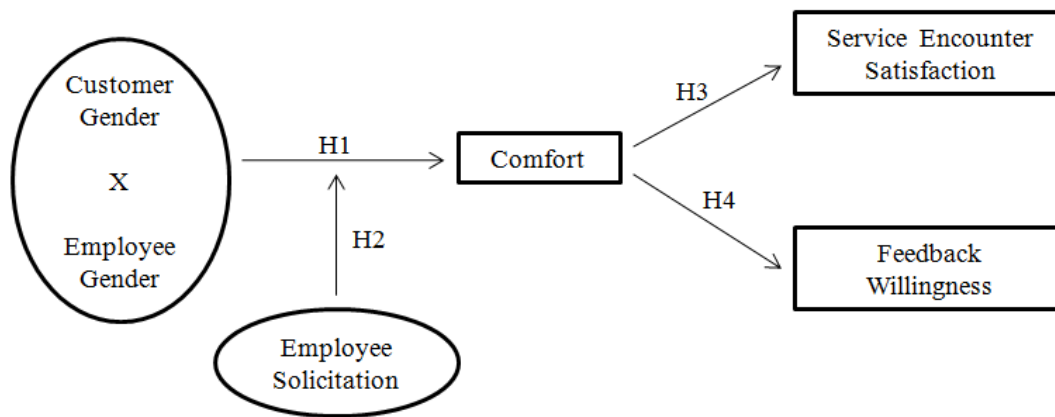 Customer
Gender
X
Employee
Gender
H1
H2
Employee
Solicitation
Comfort
H3
H4
Service Encounter
Satisfaction
Feedback
Willingness